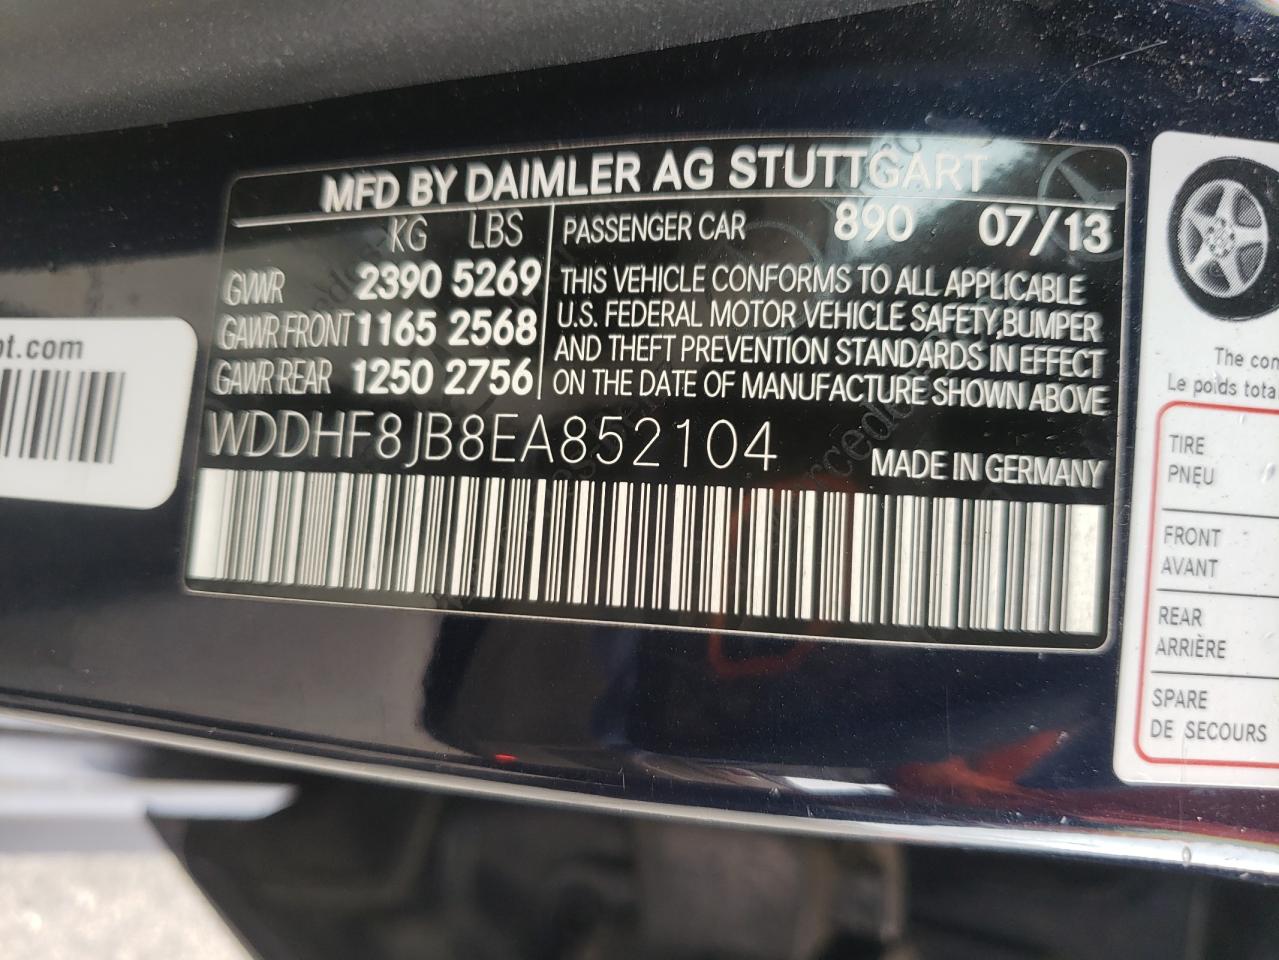 MFD BY DAIMLER AG STUTTGART
KG LBS
GVWR 2390 5269
GAWR FRONT 1165 2568
GAWR REAR 1250 2756
PASSENGER CAR 890 07/13
THIS VEHICLE CONFORMS TO ALL APPLICABLE
U.S. FEDERAL MOTOR VEHICLE SAFETY,BUMPER
AND THEFT PREVENTION STANDARDS IN EFFECT
ON THE DATE OF MANUFACTURE SHOWN ABOVE
WDDHF8JB8EA852104
MADE IN GERMANY
.com
The
Le poids
TIRE
PNEU
FRONT
AVANT
REAR
ARRIÈRE
SPARE
DE SECOURS